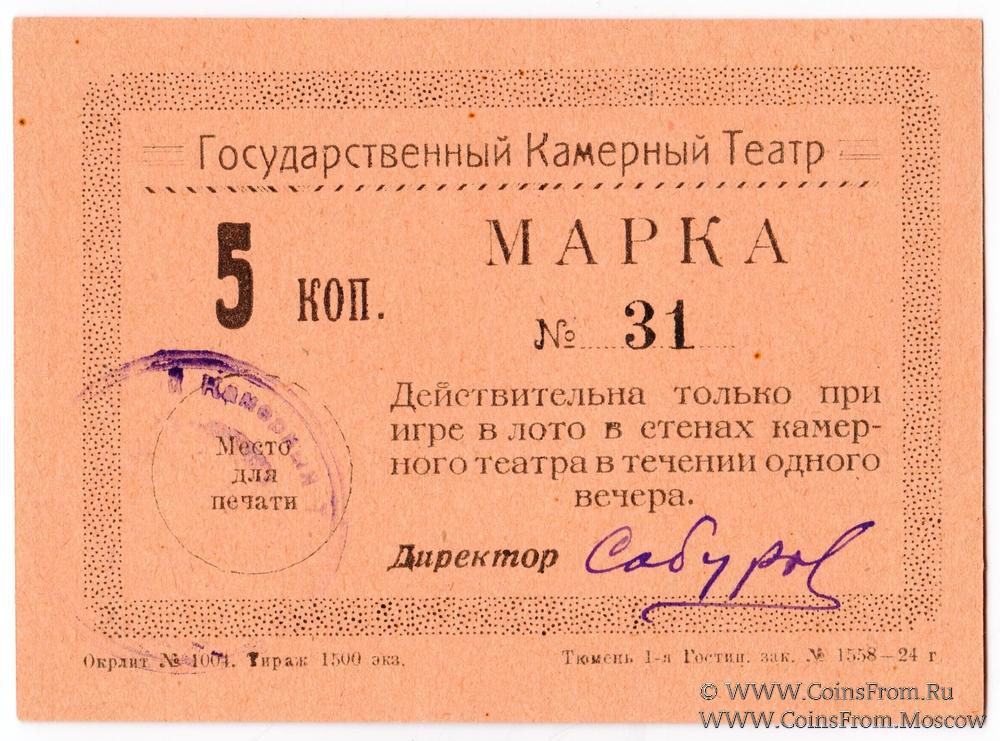 Государственный Камерный Театр
5 КОП.
МАРКА
№ 31
Действительна только при
игре в лото в стенах камер-
ного театра в течении одного
вечера.
Место
для
печати
й Камерный Т
Директор Сабуров
Окрлит № 1004. Тираж 1500 экз.
Тюмень 1-я Гостип. зак. № 1558—24 г
© WWW.CoinsFrom.Ru
WWW.CoinsFrom.Moscow